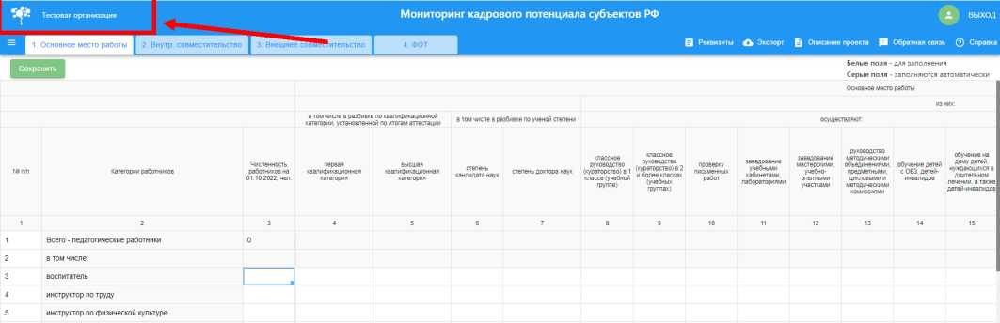 Тестовая организация
Мониторинг кадрового потенциала субъектов РФ
ВЫХОД
1. Основное место работы
2. Внутр. совместительство
3. Внешнее совместительство
4. ФОТ
Реквизиты
Экспорт
Описание проекта
Обратная связь
Справка
Сохранить
Белые поля - для заполнения
Серые поля - заполняются автоматически
Основное место работы
из них:
в том числе в разбивке по квалификационной
категории, установленной по итогам аттестации
в том числе в разбивке по ученой степени
осуществляют:
№ п/п
Категории работников
Численность
работников на
01.10.2022, чел.
первая
квалификационная
категория
высшая
квалификационная
категория
степень
кандидата наук
степень доктора наук
классное
руководство
(кураторство) в 1
классе (учебной
группе)
классное
руководство
(кураторство) в 2
и более классах
(учебных
группах)
проверку
письменных
работ
заведование
учебными
кабинетами,
лабораториями
заведование
мастерскими,
учебно-
опытными
участками
руководство
методическими
объединениями,
предметными,
цикловыми и
методическими
комиссиями
обучение детей
с ОВЗ, детей-
инвалидов
обучение на
дому детей,
нуждающихся в
длительном
лечении, а также
детей-инвалидов
1 2 3 4 5 6 7 8 9 10 11 12 13 14 15
1 Всего - педагогические работники 0
2 в том числе:
3 воспитатель
4 инструктор по труду
5 инструктор по физической культуре